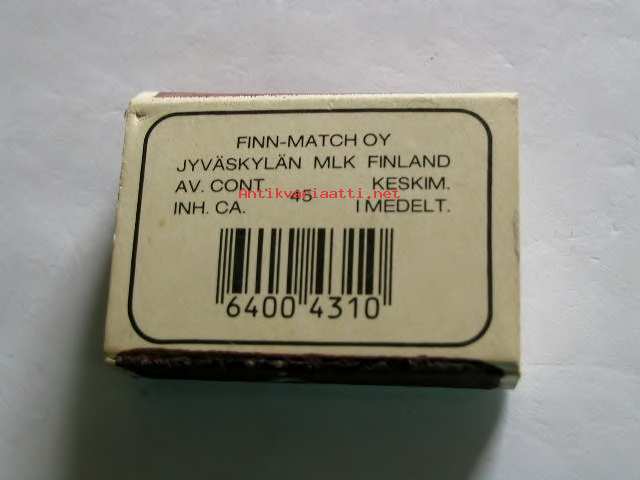 FINN-MATCH OY
JYVÄSKYLÄN MLK FINLAND
AV. CONT. 45 KESKIM.
INH. CA. I MEDELT.
Antikvariaatti.net
6400 4310